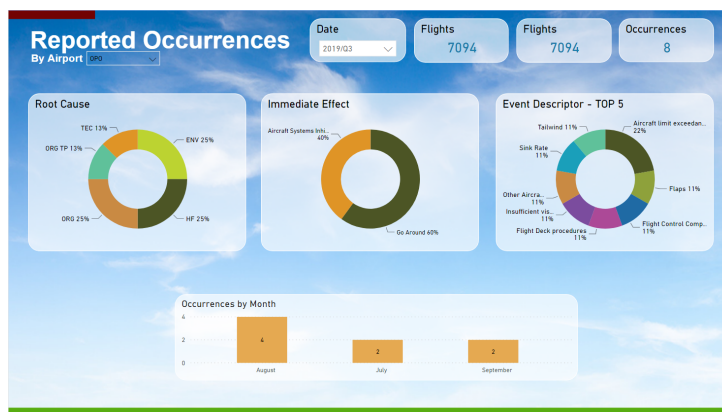 Reported Occurrences
By Airport OPO
Date
2019/Q3
Flights
7094
Flights
7094
Occurrences
8
Root Cause
TEC 13%
ENV 25%
ORG TP 13%
ORG 25%
HF 25%
Immediate Effect
Aircraft Systems Inhi...
40%
Go Around 60%
Event Descriptor - TOP 5
Tailwind 11%
Aircraft limit exceedan...
22%
Sink Rate
11%
Flaps 11%
Other Aircra...
11%
Insufficient vis...
11%
Flight Control Comp...
11%
Flight Deck procedures
11%
Occurrences by Month
4
2
0
4
2
2
August
July
September